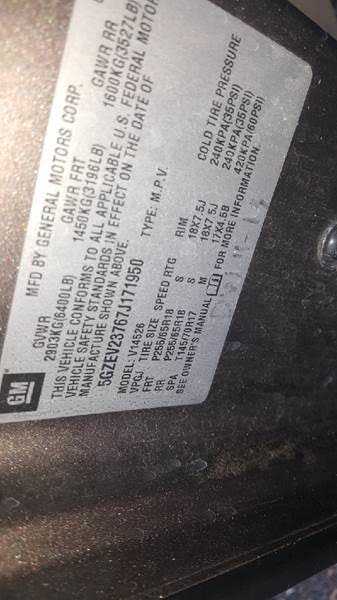 GM
MFD BY GENERAL MOTORS CORP.
GVWR GAWR FRT GAWR RR
2903KG(6400LB) 1450KG(3196LB) 1600KG(3527LB)
THIS VEHICLE CONFORMS TO ALL APPLICABLE U.S. FEDERAL MOTOR
VEHICLE SAFETY STANDARDS IN EFFECT ON THE DATE OF
MANUFACTURE SHOWN ABOVE.
5GZEV23767J171950 TYPE: M.P.V.
MODEL: V14526
VPGJ TIRE SIZE SPEED RTG RIM COLD TIRE PRESSURE
FRT P255/65R18 S 18X7.5J 240KPA(35PSI)
RR P255/65R18 S 18X7.5J 240KPA(35PSI)
SPA T145/70R17 M 17X4.5B 420KPA(60PSI)
SEE OWNER'S MANUAL FOR MORE INFORMATION.